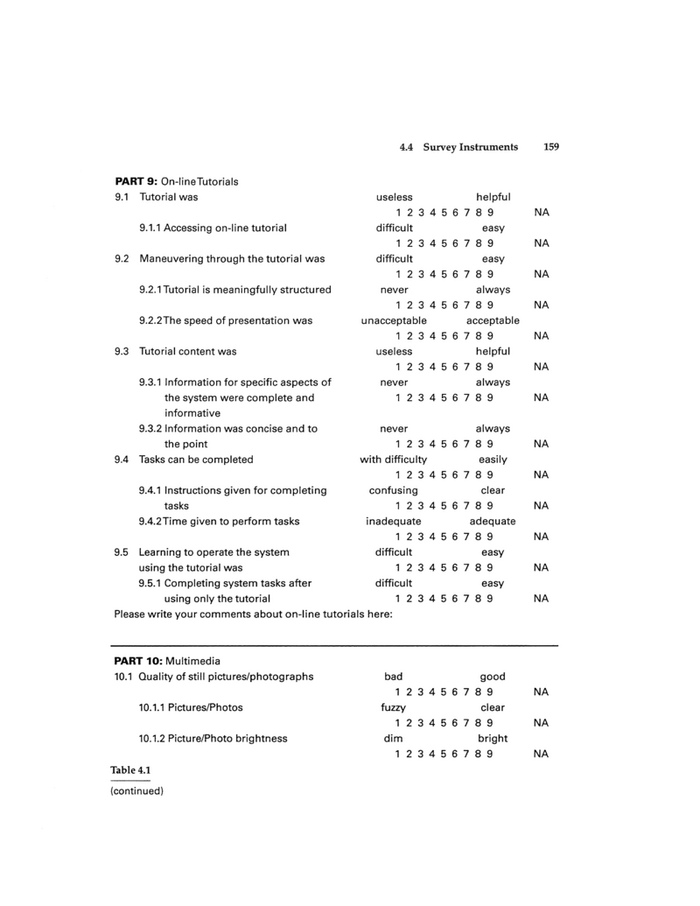 4.4 Survey Instruments 159
PART 9: On-line Tutorials
9.1 Tutorial was useless helpful
1 2 3 4 5 6 7 8 9 NA
9.1.1 Accessing on-line tutorial difficult easy
1 2 3 4 5 6 7 8 9 NA
9.2 Maneuvering through the tutorial was difficult easy
1 2 3 4 5 6 7 8 9 NA
9.2.1 Tutorial is meaningfully structured never always
1 2 3 4 5 6 7 8 9 NA
9.2.2 The speed of presentation was unacceptable acceptable
1 2 3 4 5 6 7 8 9 NA
9.3 Tutorial content was useless helpful
1 2 3 4 5 6 7 8 9 NA
9.3.1 Information for specific aspects of never always
the system were complete and 1 2 3 4 5 6 7 8 9 NA
informative
9.3.2 Information was concise and to never always
the point 1 2 3 4 5 6 7 8 9 NA
9.4 Tasks can be completed with difficulty easily
1 2 3 4 5 6 7 8 9 NA
9.4.1 Instructions given for completing confusing clear
tasks 1 2 3 4 5 6 7 8 9 NA
9.4.2 Time given to perform tasks inadequate adequate
1 2 3 4 5 6 7 8 9 NA
9.5 Learning to operate the system difficult easy
using the tutorial was 1 2 3 4 5 6 7 8 9 NA
9.5.1 Completing system tasks after difficult easy
using only the tutorial 1 2 3 4 5 6 7 8 9 NA
Please write your comments about on-line tutorials here:
PART 10: Multimedia
10.1 Quality of still pictures/photographs bad good
1 2 3 4 5 6 7 8 9 NA
10.1.1 Pictures/Photos fuzzy clear
1 2 3 4 5 6 7 8 9 NA
10.1.2 Picture/Photo brightness dim bright
1 2 3 4 5 6 7 8 9 NA
Table 4.1
(continued)